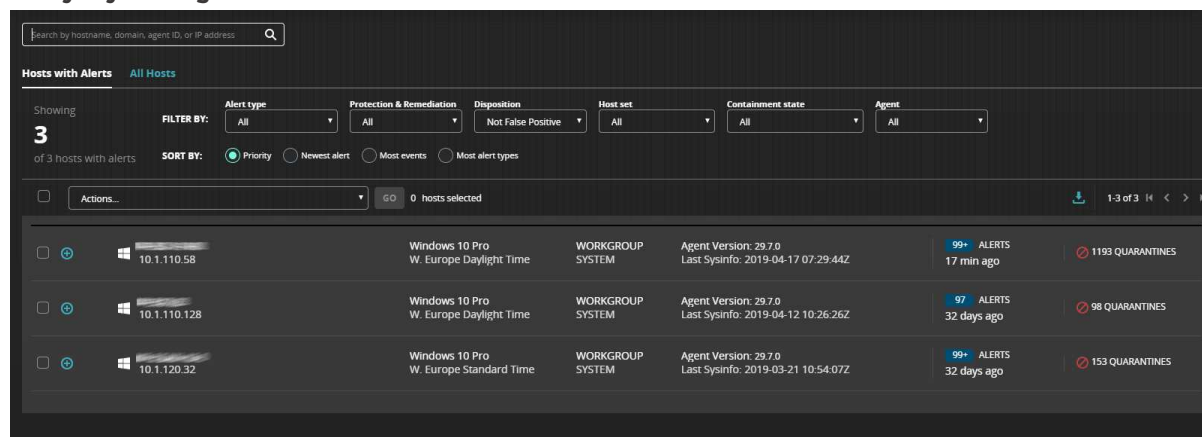 Search by hostname, domain, agent ID, or IP address
Hosts with Alerts All Hosts
Showing
3
of 3 hosts with alerts
FILTER BY:
Alert type Protection & Remediation Disposition Host set Containment state Agent
All All Not False Positive All All All
SORT BY: Priority Newest alert Most events Most alert types
Actions... GO 0 hosts selected 1-3 of 3
10.1.110.58
Windows 10 Pro
W. Europe Daylight Time
WORKGROUP
SYSTEM
Agent Version: 29.7.0
Last Sysinfo: 2019-04-17 07:29:44Z
99+ ALERTS
17 min ago
1193 QUARANTINES
10.1.110.128
Windows 10 Pro
W. Europe Daylight Time
WORKGROUP
SYSTEM
Agent Version: 29.7.0
Last Sysinfo: 2019-04-12 10:26:26Z
97 ALERTS
32 days ago
98 QUARANTINES
10.1.120.32
Windows 10 Pro
W. Europe Standard Time
WORKGROUP
SYSTEM
Agent Version: 29.7.0
Last Sysinfo: 2019-03-21 10:54:07Z
99+ ALERTS
32 days ago
153 QUARANTINES